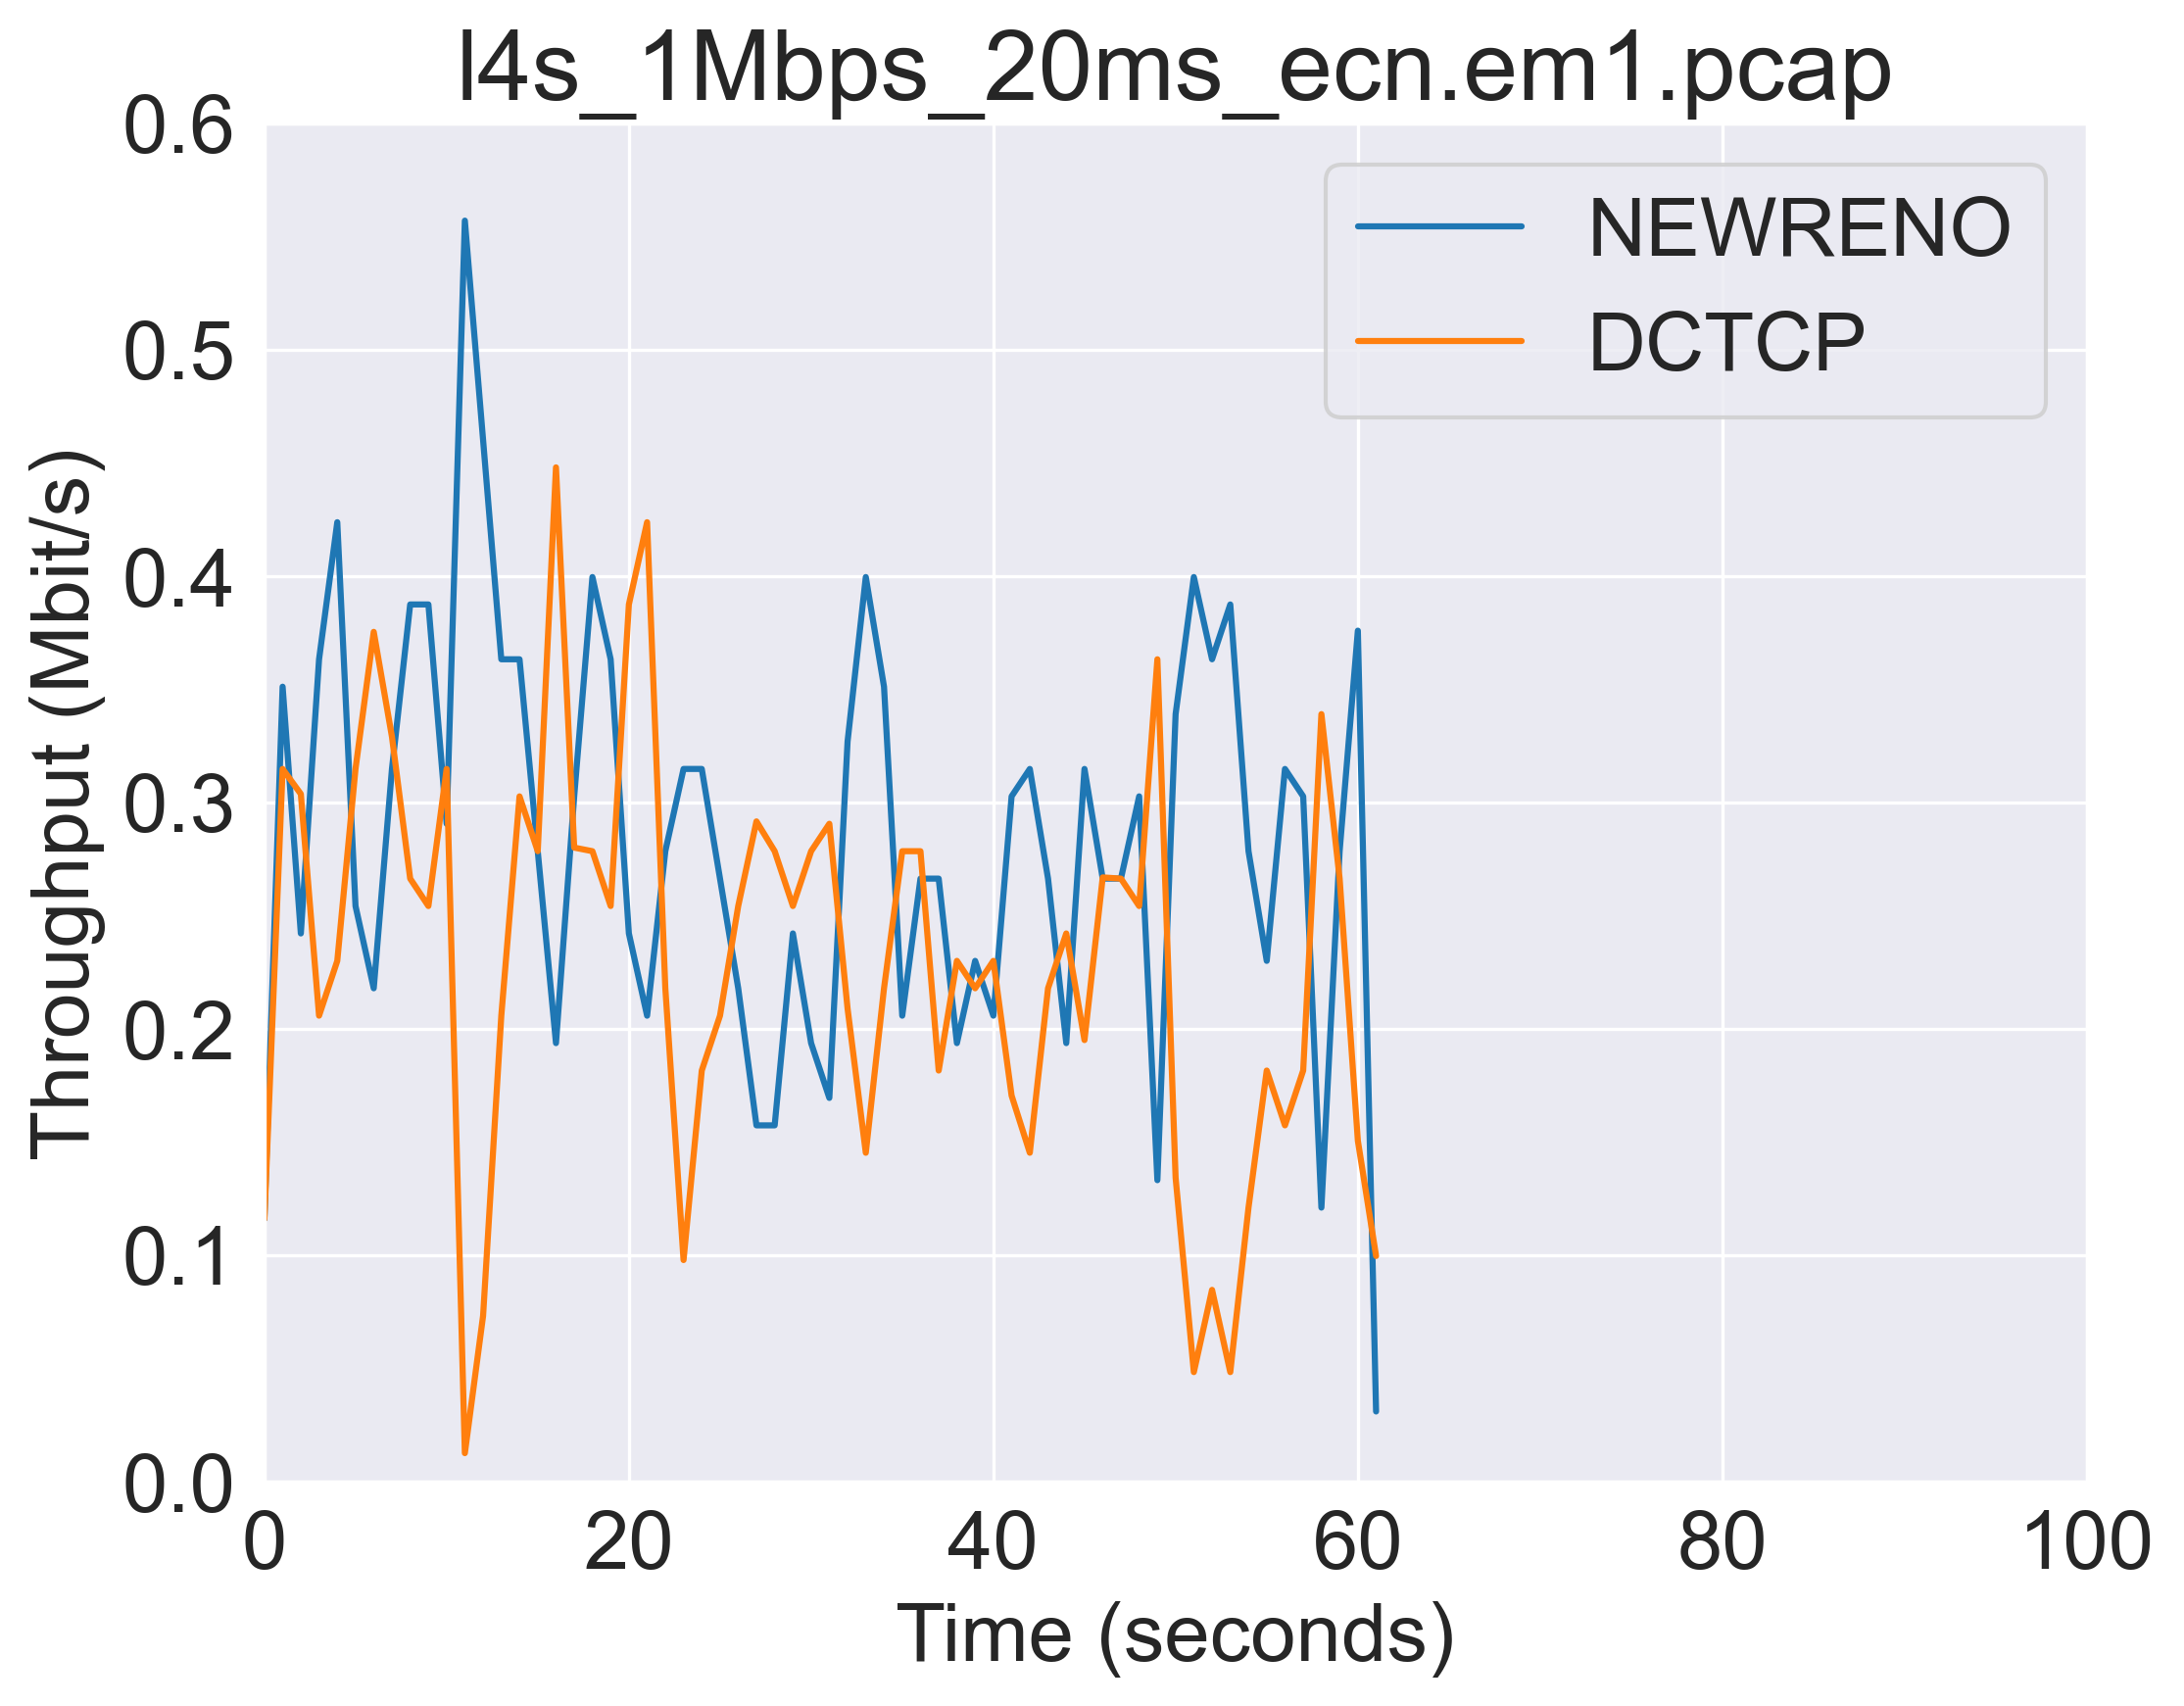 l4s_1Mbps_20ms_ecn.em1.pcap
NEWRENO
DCTCP
Throughput (Mbit/s)
0.6
0.5
0.4
0.3
0.2
0.1
0.0
0 20 40 60 80 100
Time (seconds)